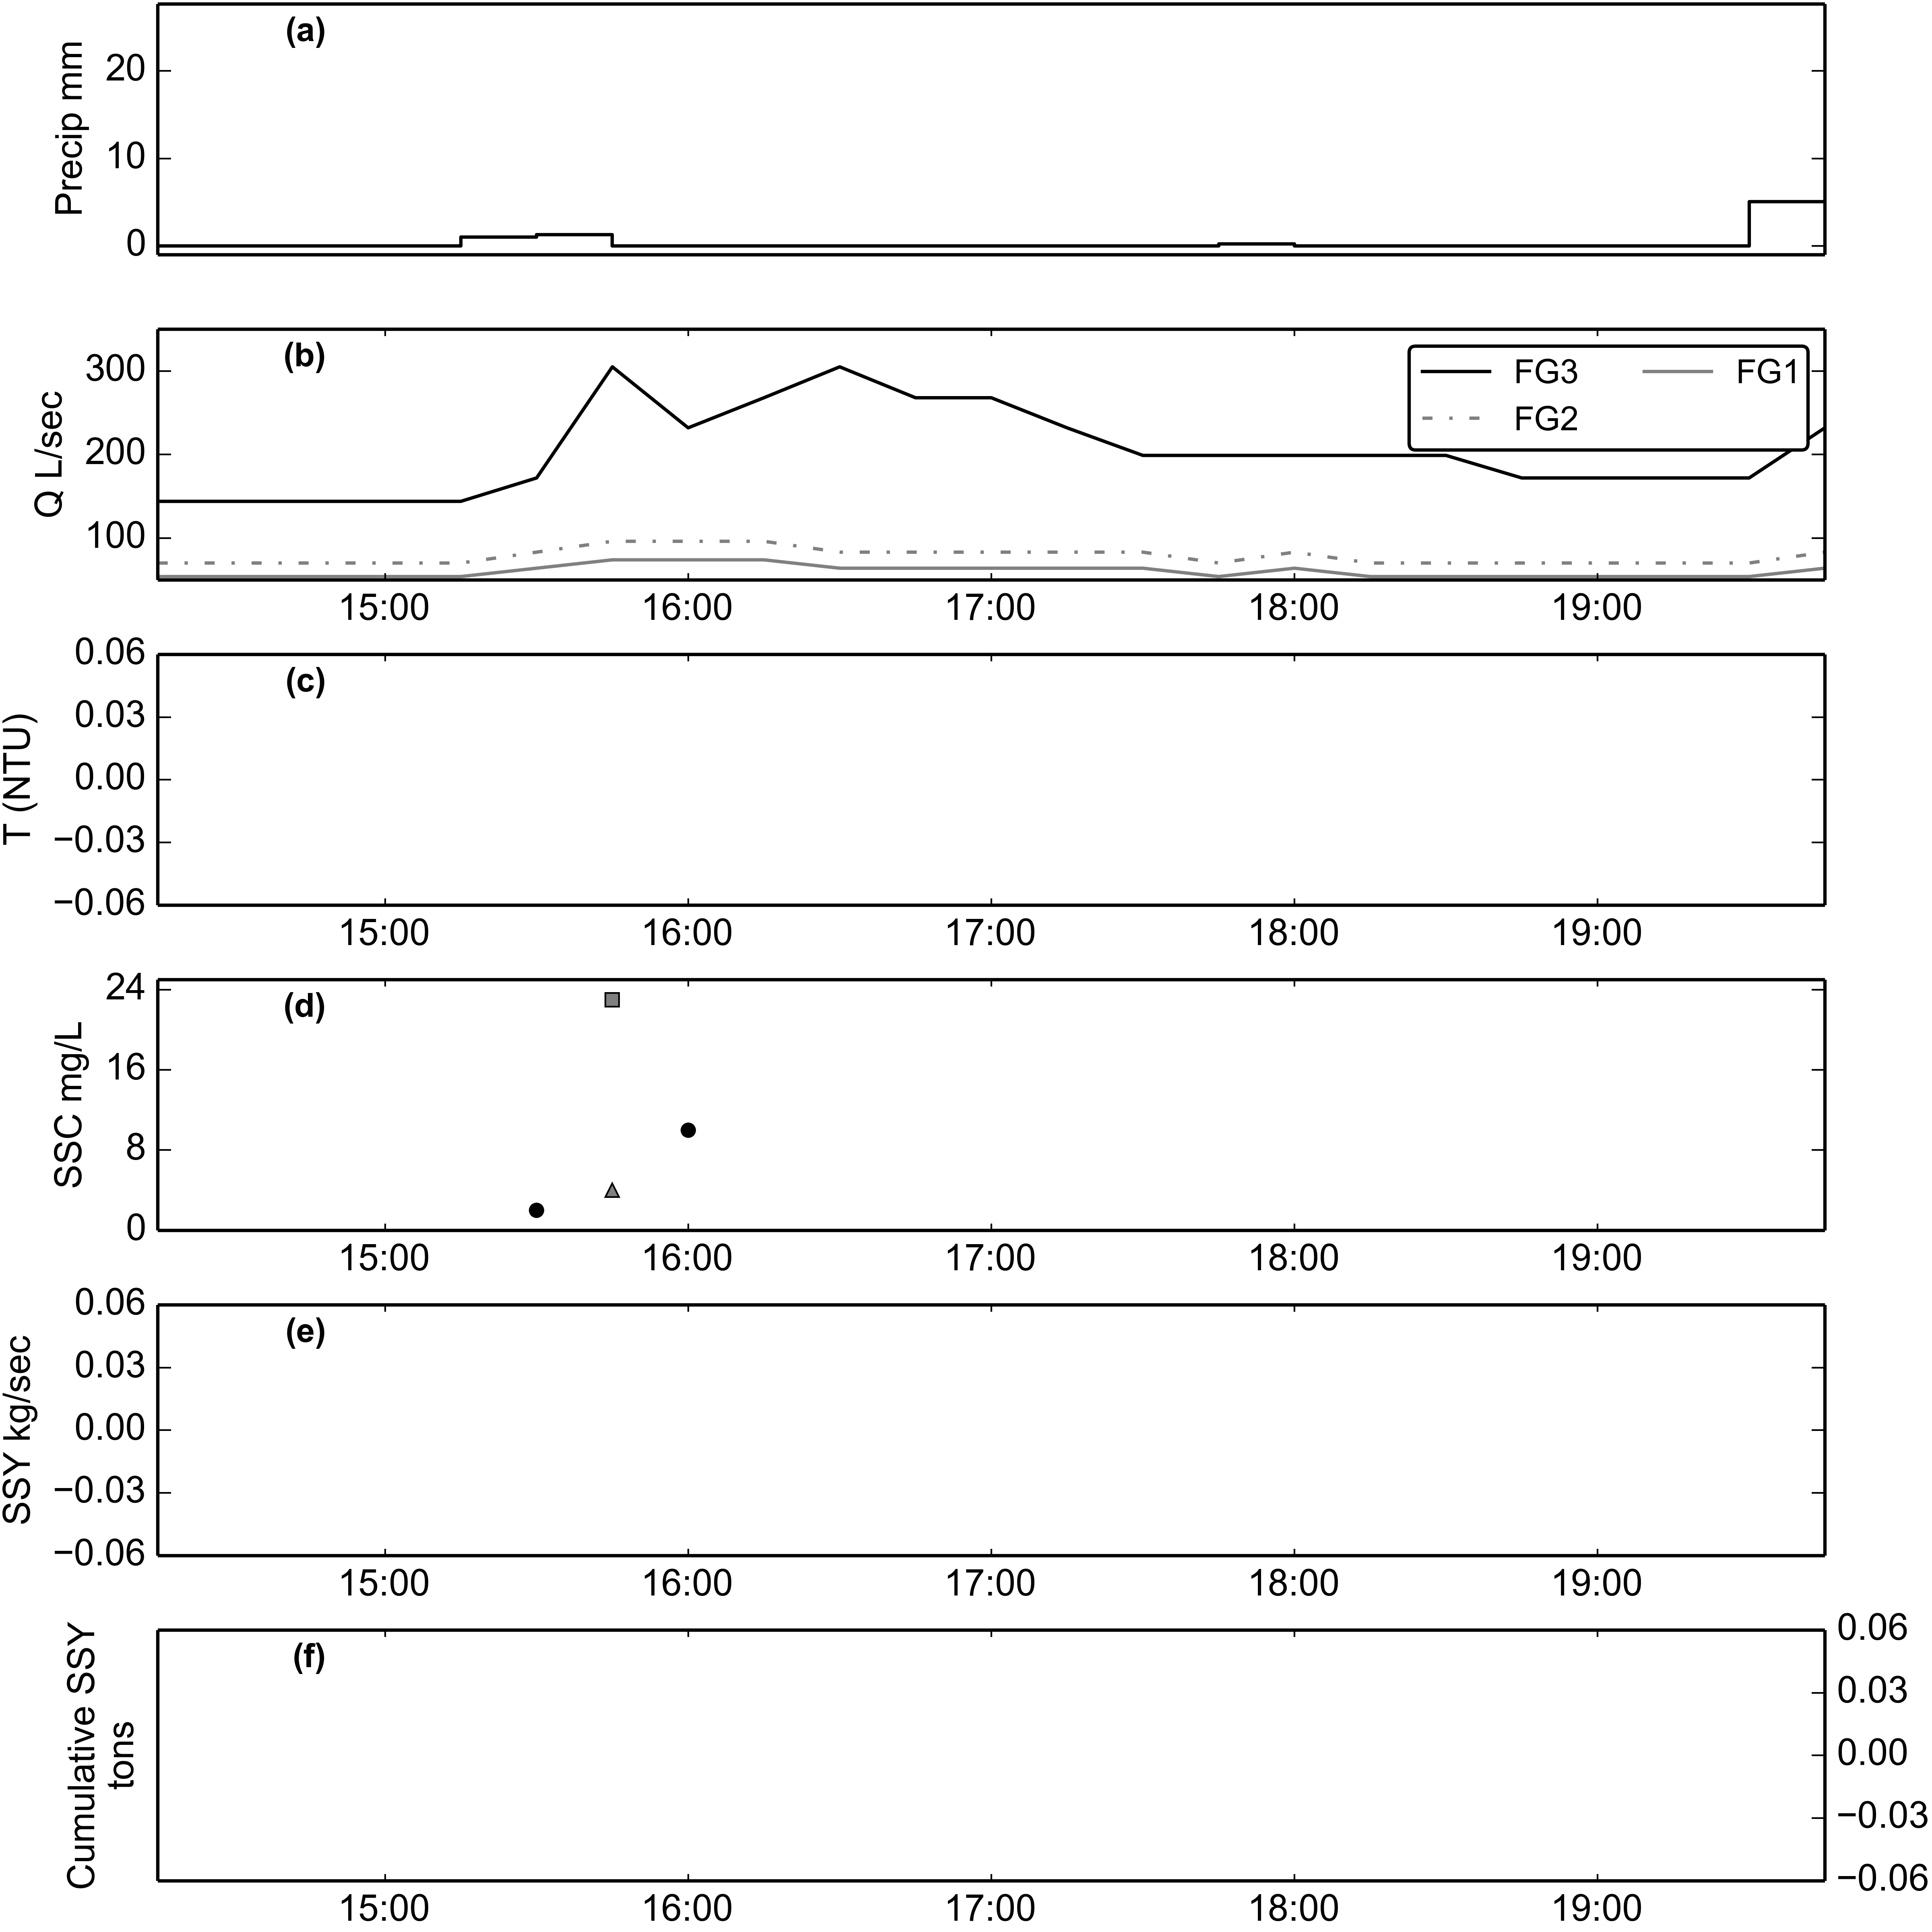 (a)
Precip mm
20
10
0
(b)
Q L/sec
300
200
100
FG3 FG1
FG2
15:00 16:00 17:00 18:00 19:00
(c)
T (NTU)
0.06
0.03
0.00
−0.03
−0.06
15:00 16:00 17:00 18:00 19:00
(d)
SSC mg/L
24
16
8
0
15:00 16:00 17:00 18:00 19:00
(e)
SSY kg/sec
0.06
0.03
0.00
−0.03
−0.06
15:00 16:00 17:00 18:00 19:00
(f)
Cumulative SSY
tons
0.06
0.03
0.00
−0.03
−0.06
15:00 16:00 17:00 18:00 19:00